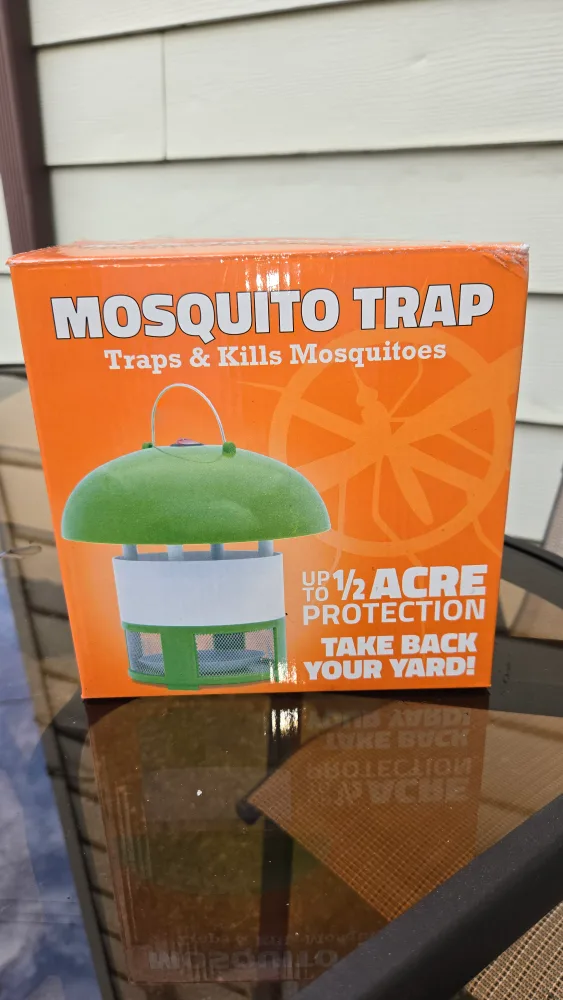 MOSQUITO TRAP
Traps & Kills Mosquitoes
UP TO 1/2 ACRE
PROTECTION
TAKE BACK
YOUR YARD!